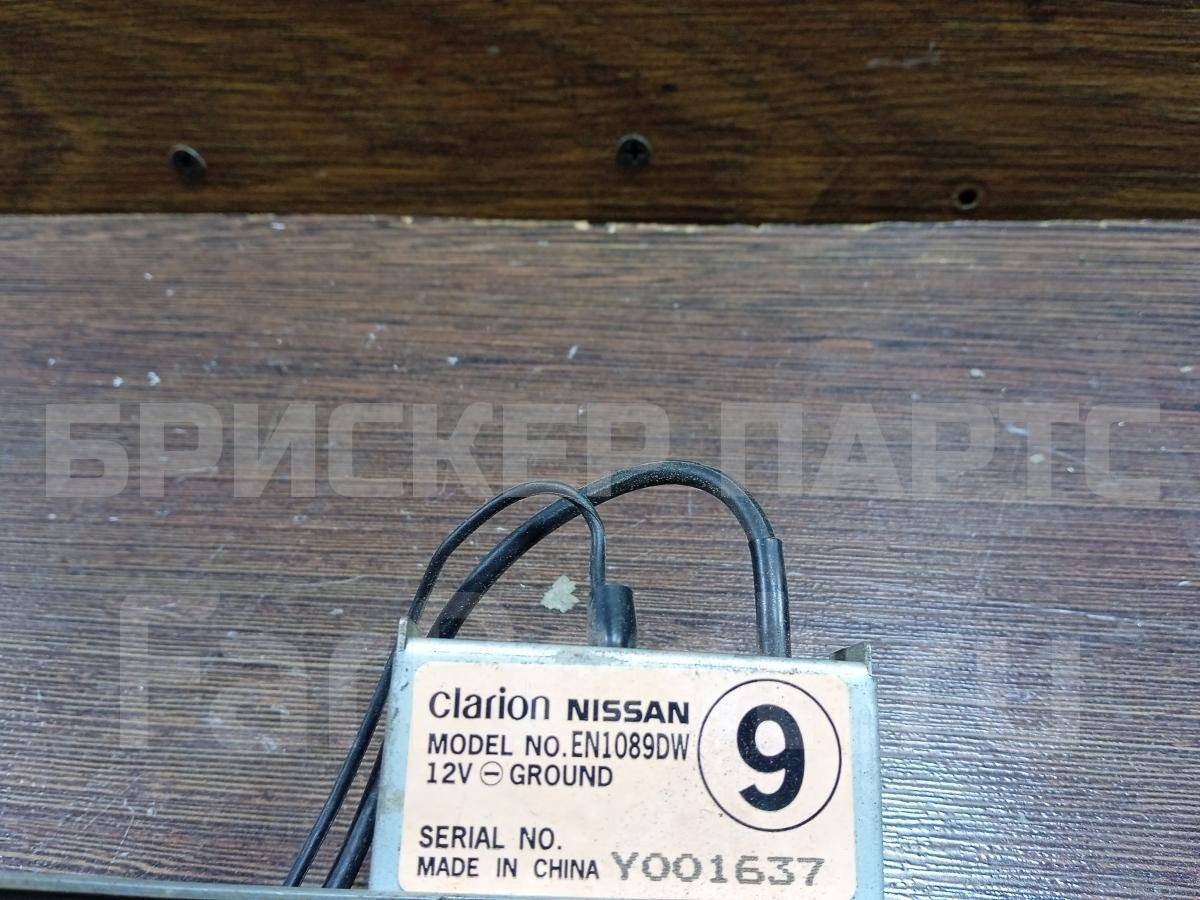 БРИСКЕР ПАРТС
clarion NISSAN
MODEL NO. EN1089DW
9
12V ⊖ GROUND
SERIAL NO.
MADE IN CHINA Y001637